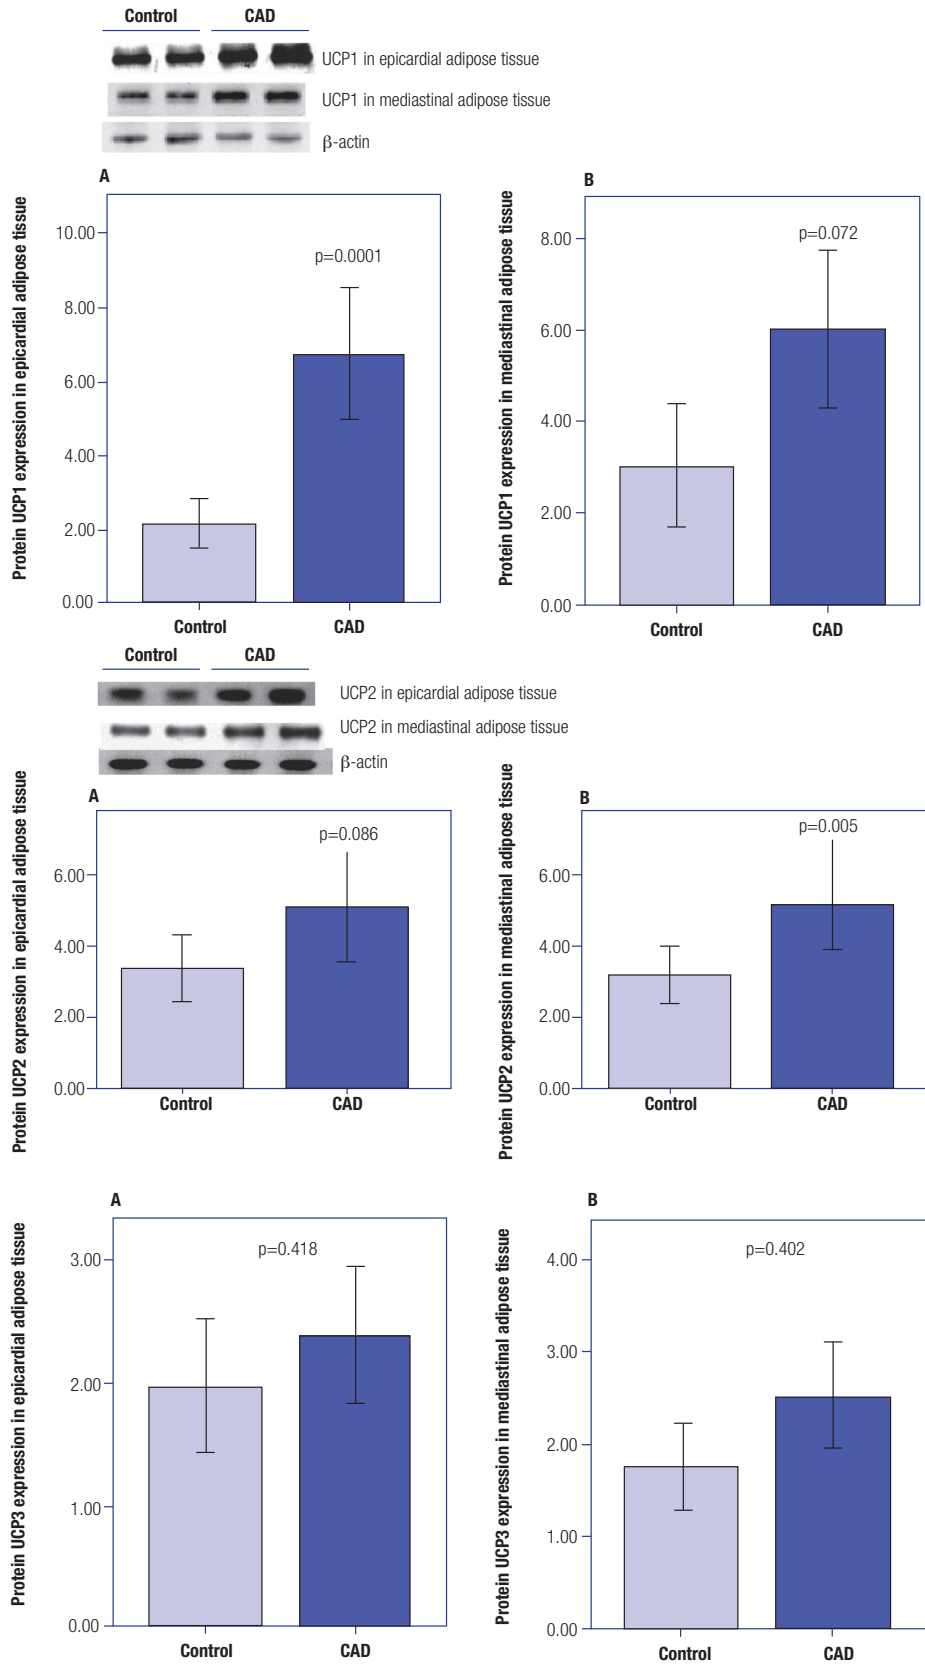 Control CAD
UCP1 in epicardial adipose tissue
UCP1 in mediastinal adipose tissue
β-actin
A
Protein UCP1 expression in epicardial adipose tissue
10.00
8.00
6.00
4.00
2.00
0.00
p=0.0001
Control CAD
B
Protein UCP1 expression in mediastinal adipose tissue
8.00
6.00
4.00
2.00
0.00
p=0.072
Control CAD
Control CAD
UCP2 in epicardial adipose tissue
UCP2 in mediastinal adipose tissue
β-actin
A
Protein UCP2 expression in epicardial adipose tissue
6.00
4.00
2.00
0.00
p=0.086
Control CAD
B
Protein UCP2 expression in mediastinal adipose tissue
6.00
4.00
2.00
0.00
p=0.005
Control CAD
A
Protein UCP3 expression in epicardial adipose tissue
3.00
2.00
1.00
0.00
p=0.418
Control CAD
B
Protein UCP3 expression in mediastinal adipose tissue
4.00
3.00
2.00
1.00
0.00
p=0.402
Control CAD